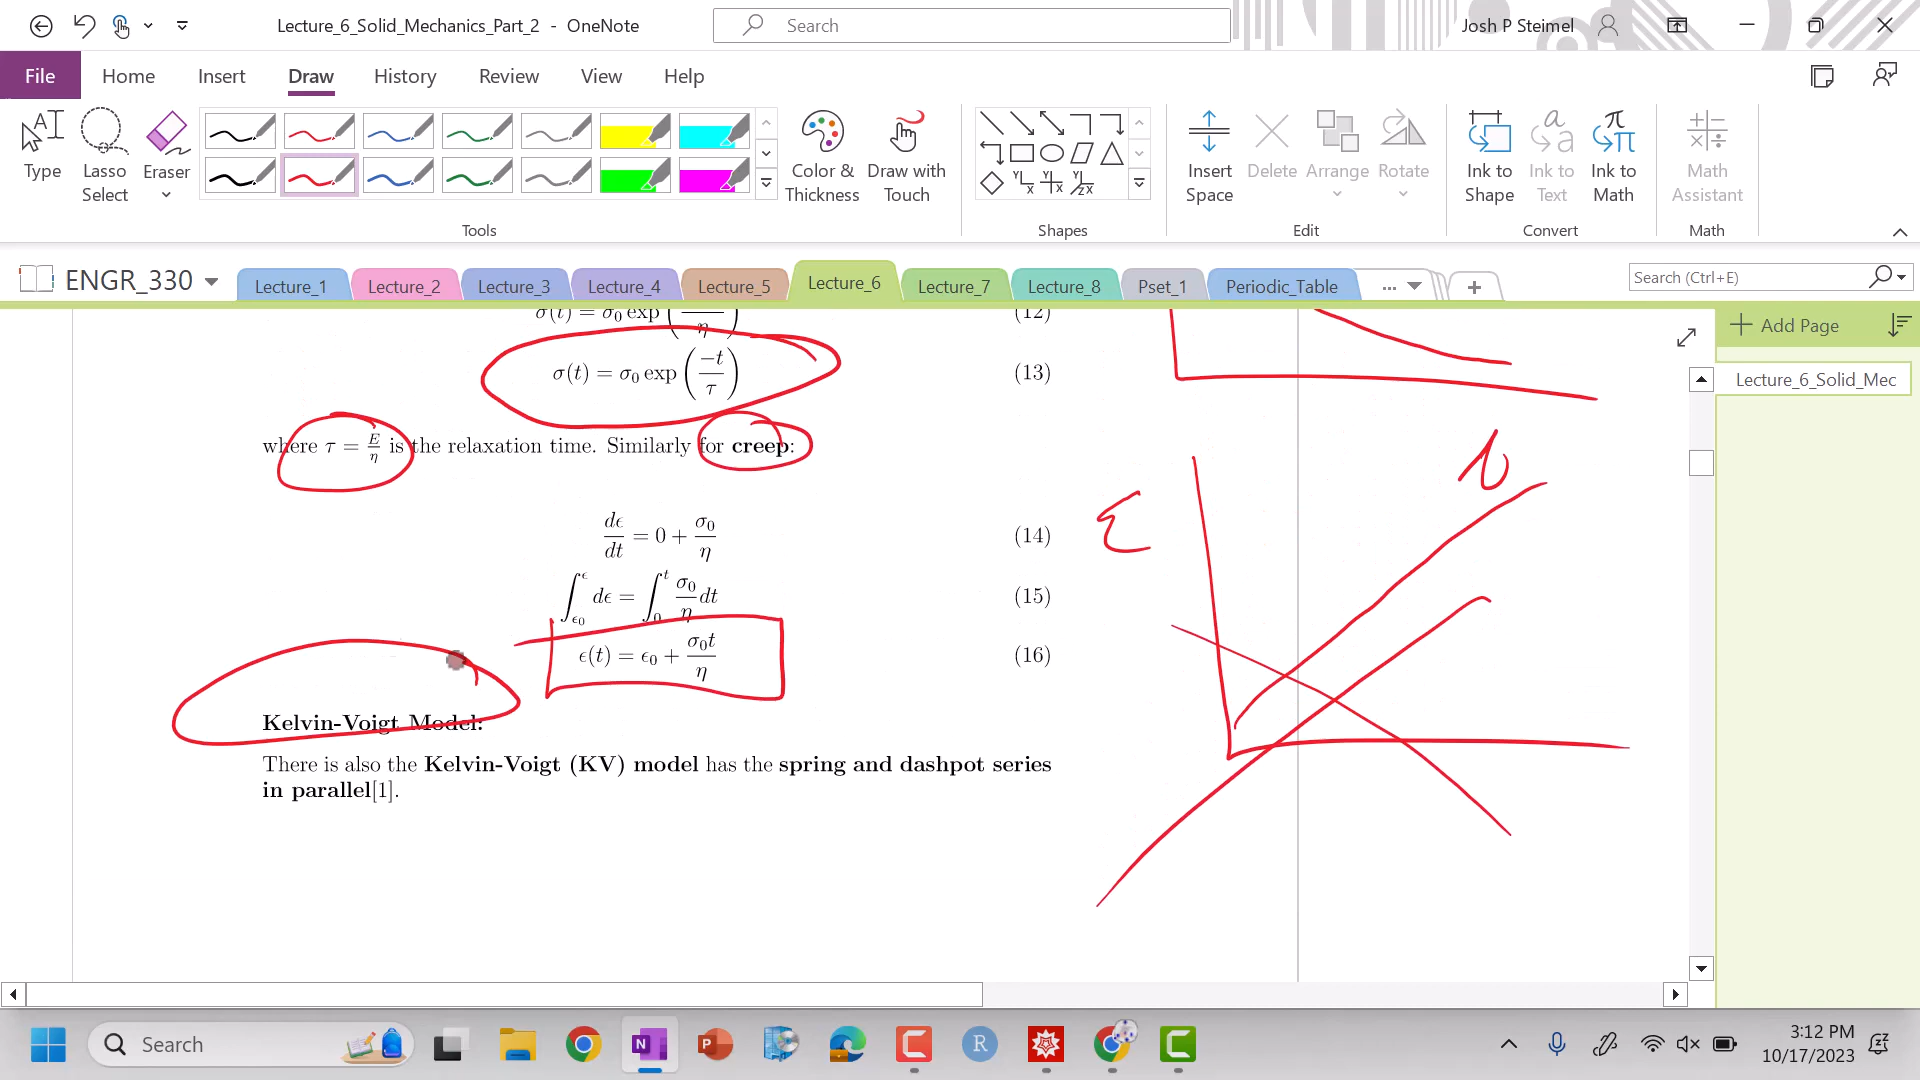 Lecture_6_Solid_Mechanics_Part_2 - OneNote
Search
Josh P Steimel
File Home Insert Draw History Review View Help
Type
Lasso Select
Eraser
Color & Thickness
Draw with Touch
Insert Space
Delete
Arrange
Rotate
Ink to Shape
Ink to Text
Ink to Math
Math Assistant
Tools Shapes Edit Convert Math
ENGR_330
Lecture_1 Lecture_2 Lecture_3 Lecture_4 Lecture_5 Lecture_6 Lecture_7 Lecture_8 Pset_1 Periodic_Table ... +
Search (Ctrl+E)
Add Page
Lecture_6_Solid_Mec
σ(t) = σ₀ exp (— / η) (12)
σ(t) = σ₀ exp (−t / τ) (13)
where τ = E/η is the relaxation time. Similarly for creep:
dϵ/dt = 0 + σ₀/η (14)
∫_{ϵ₀}^{ϵ} dϵ = ∫_0^t σ₀/η dt (15)
ϵ(t) = ϵ₀ + σ₀t/η (16)
Σ
Kelvin-Voigt Model:
There is also the Kelvin-Voigt (KV) model has the spring and dashpot series
in parallel[1].
Search
3:12 PM
10/17/2023